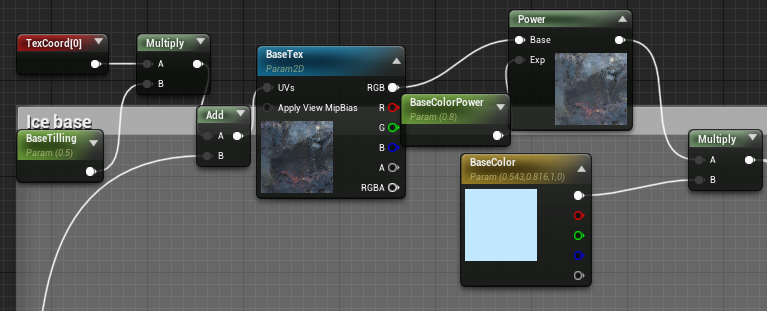 TexCoord[0]
Multiply
A
B
Ice base
BaseTilling
Param (0.5)
Add
A
B
BaseTex
Param2D
UVs
RGB
Apply View MipBias
R
G
B
A
RGBA
BaseColorPower
Param (0.8)
Power
Base
Exp
BaseColor
Param (0.543,0.816,1,0)
Multiply
A
B